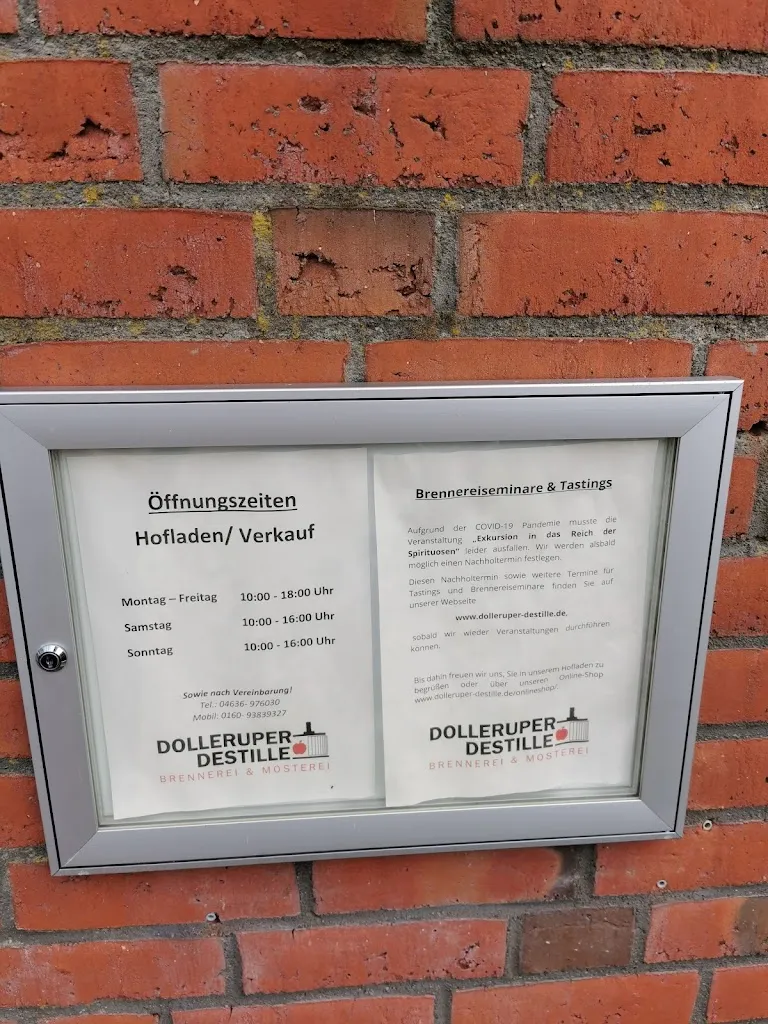 Öffnungszeiten
Hofladen/ Verkauf
Montag – Freitag 10:00 - 18:00 Uhr
Samstag 10:00 - 16:00 Uhr
Sonntag 10:00 - 16:00 Uhr
Sowie nach Vereinbarung!
Tel.: 04636- 976030
Mobil: 0160- 93839327
DOLLERUPER
DESTILLE
BRENNEREI & MOSTEREI
Brennereiseminare & Tastings
Aufgrund der COVID-19 Pandemie musste die
Veranstaltung „Exkursion in das Reich der
Spirituosen“ leider ausfallen. Wir werden alsbald
möglich einen Nachholtermin festlegen.
Diesen Nachholtermin sowie weitere Termine für
Tastings und Brennereiseminare finden Sie auf
unserer Webseite
www.dolleruper-destille.de,
sobald wir wieder Veranstaltungen durchführen
können.
Bis dahin freuen wir uns, Sie in unserem Hofladen zu
begrüßen oder über unseren Online-Shop
www.dolleruper-destille.de/onlineshop/.
DOLLERUPER
DESTILLE
BRENNEREI & MOSTEREI